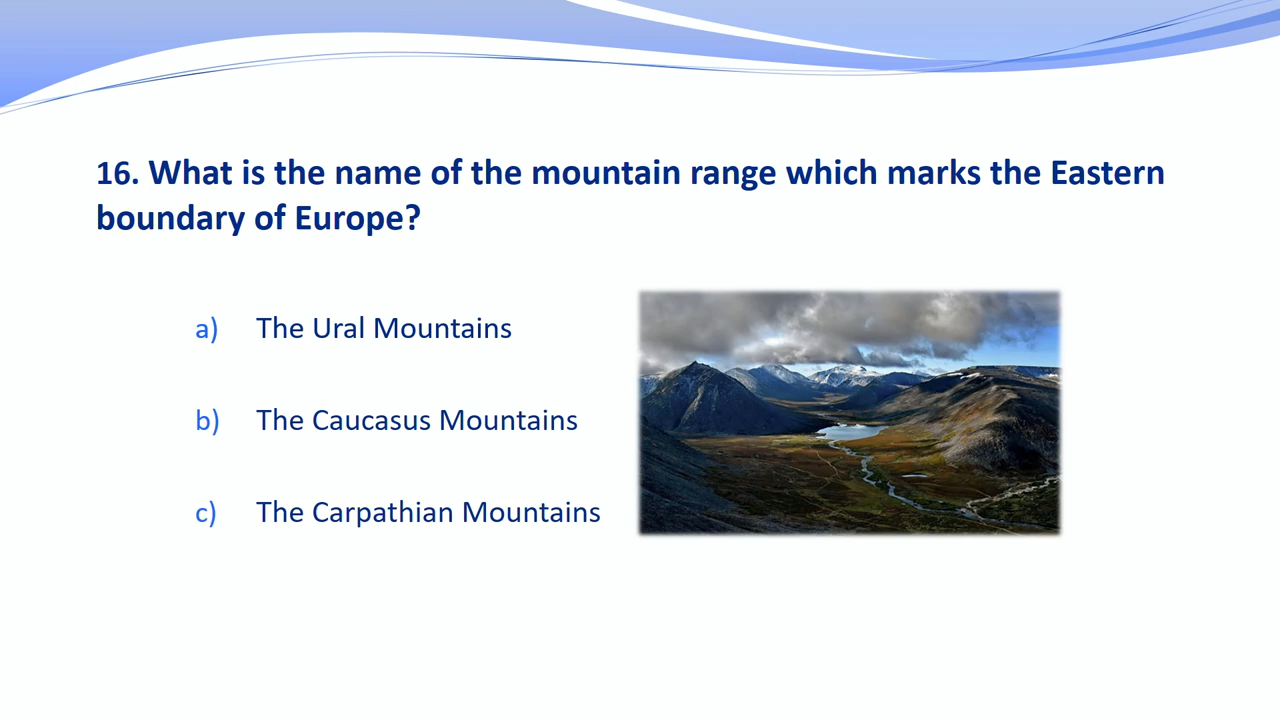 16. What is the name of the mountain range which marks the Eastern
boundary of Europe?
a) The Ural Mountains
b) The Caucasus Mountains
c) The Carpathian Mountains